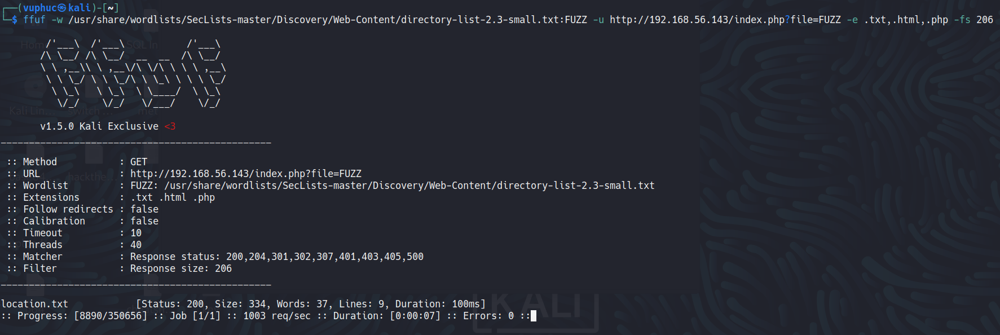 ┌──(vuphuc㉿kali)-[~]
└─$ ffuf -w /usr/share/wordlists/SecLists-master/Discovery/Web-Content/directory-list-2.3-small.txt:FUZZ -u http://192.168.56.143/index.php?file=FUZZ -e .txt,.html,.php -fs 206
        /'___\  /'___\           /'___\
       /\ \__/ /\ \__/  __  __  /\ \__/
       \ \ ,__\\ \ ,__\/\ \/\ \ \ \ ,__\
        \ \ \_/ \ \ \_/\ \ \_\ \ \ \ \_/
         \ \_\   \ \_\  \ \____/  \ \_\
          \/_/    \/_/   \/___/    \/_/
       v1.5.0 Kali Exclusive <3
________________________________________________
 :: Method           : GET
 :: URL              : http://192.168.56.143/index.php?file=FUZZ
 :: Wordlist         : FUZZ: /usr/share/wordlists/SecLists-master/Discovery/Web-Content/directory-list-2.3-small.txt
 :: Extensions       : .txt .html .php
 :: Follow redirects : false
 :: Calibration      : false
 :: Timeout          : 10
 :: Threads          : 40
 :: Matcher          : Response status: 200,204,301,302,307,401,403,405,500
 :: Filter           : Response size: 206
________________________________________________
location.txt            [Status: 200, Size: 334, Words: 37, Lines: 9, Duration: 100ms]
:: Progress: [8890/350656] :: Job [1/1] :: 1003 req/sec :: Duration: [0:00:07] :: Errors: 0 ::
KALI